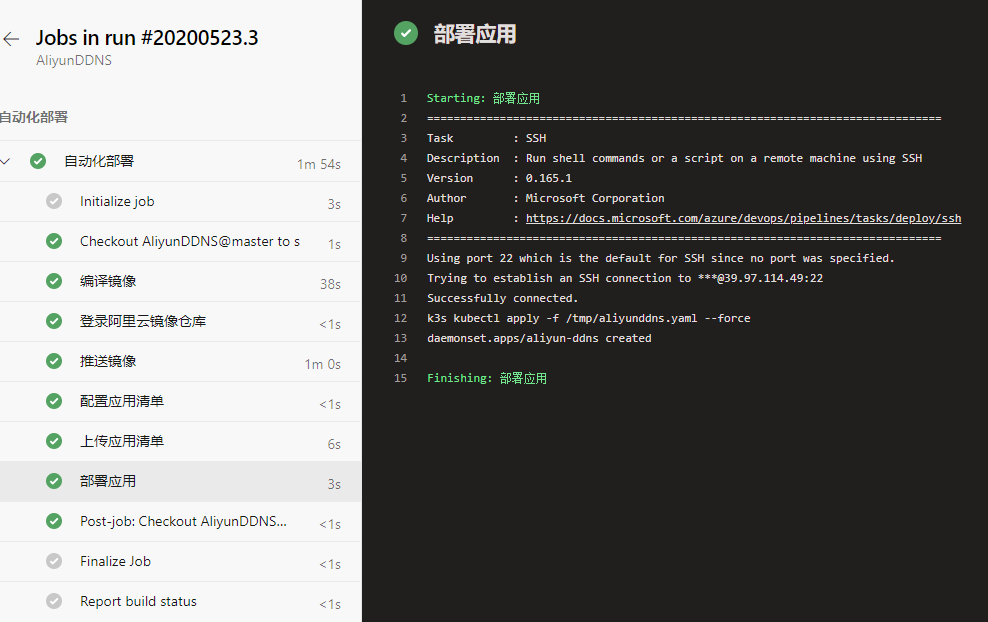 Jobs in run #20200523.3
AliyunDDNS
自动化部署
自动化部署 1m 54s
Initialize job 3s
Checkout AliyunDDNS@master to s 1s
编译镜像 38s
登录阿里云镜像仓库 <1s
推送镜像 1m 0s
配置应用清单 <1s
上传应用清单 6s
部署应用 3s
Post-job: Checkout AliyunDDNS... <1s
Finalize Job <1s
Report build status <1s
部署应用
1 Starting: 部署应用
2 ==============================================================================
3 Task : SSH
4 Description : Run shell commands or a script on a remote machine using SSH
5 Version : 0.165.1
6 Author : Microsoft Corporation
7 Help : https://docs.microsoft.com/azure/devops/pipelines/tasks/deploy/ssh
8 ==============================================================================
9 Using port 22 which is the default for SSH since no port was specified.
10 Trying to establish an SSH connection to ***@39.97.114.49:22
11 Successfully connected.
12 k3s kubectl apply -f /tmp/aliyunddns.yaml --force
13 daemonset.apps/aliyun-ddns created
14
15 Finishing: 部署应用